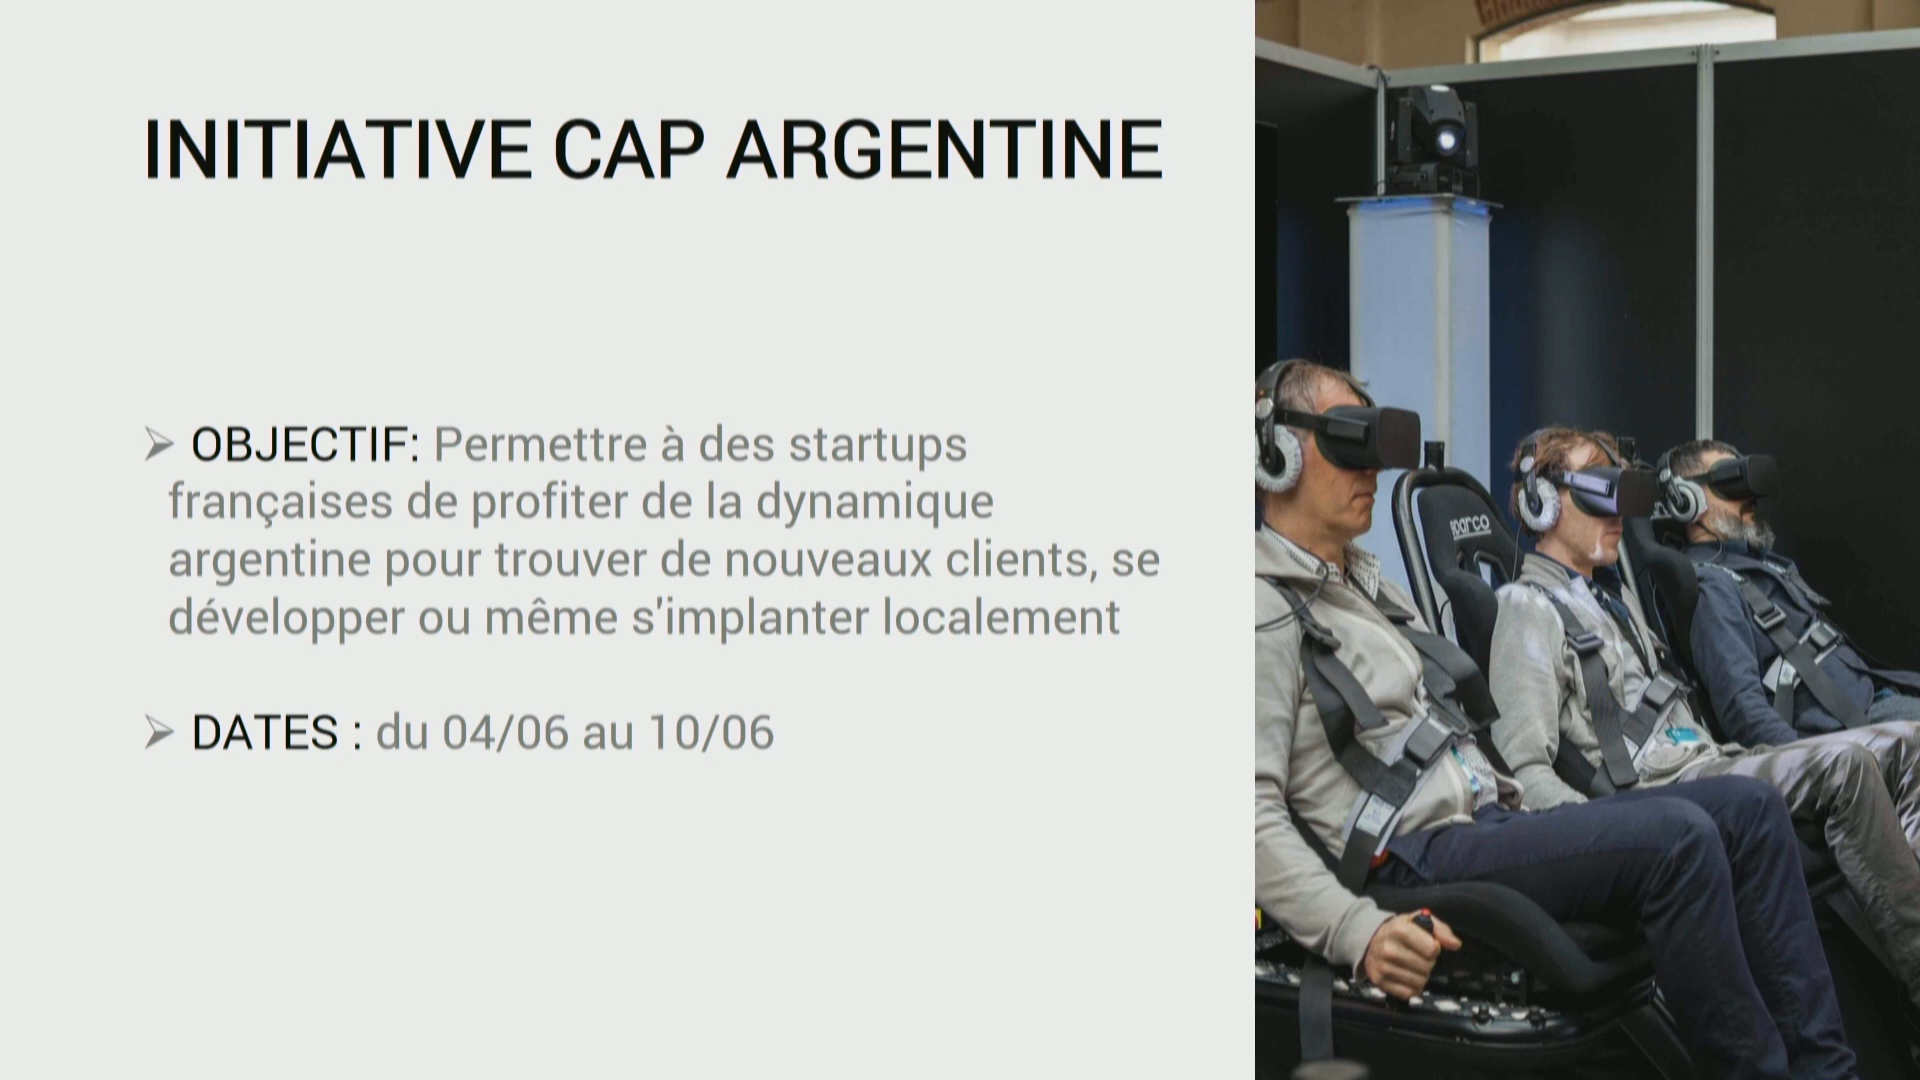 INITIATIVE CAP ARGENTINE
➢ OBJECTIF: Permettre à des startups
françaises de profiter de la dynamique
argentine pour trouver de nouveaux clients, se
développer ou même s'implanter localement
➢ DATES : du 04/06 au 10/06
sparco